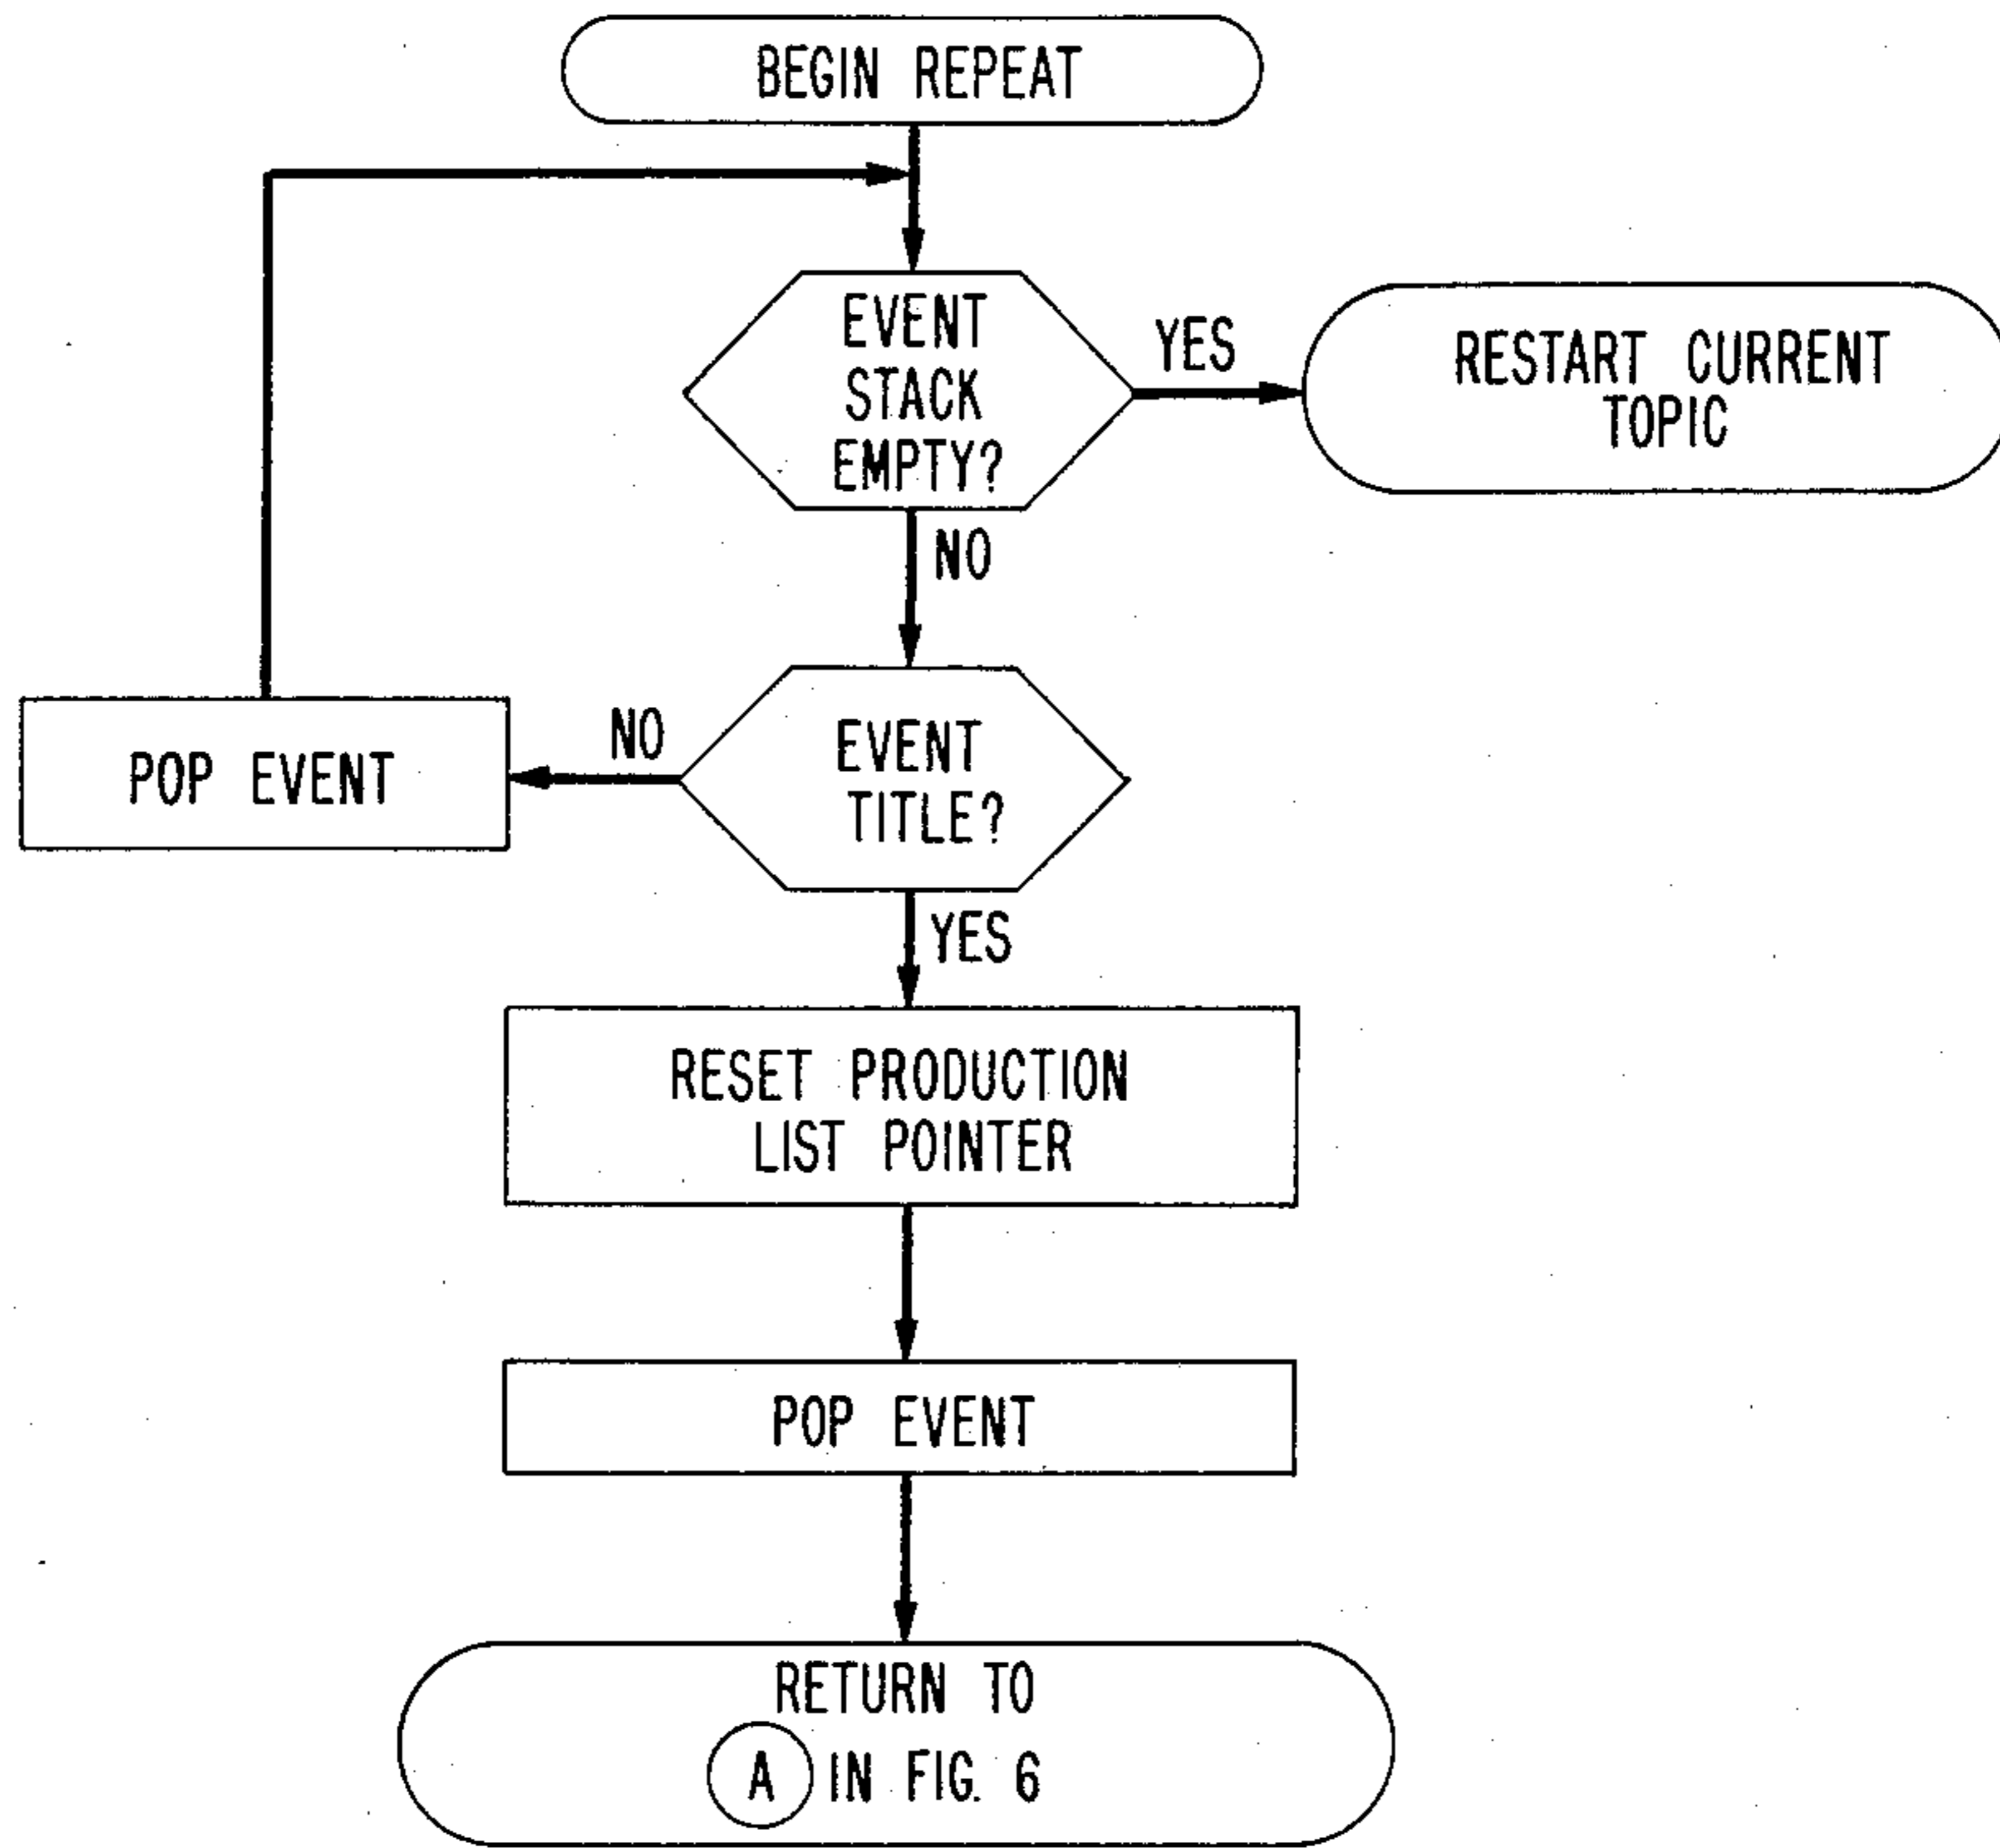 BEGIN REPEAT
EVENT
STACK
EMPTY?
YES
RESTART CURRENT
TOPIC
NO
EVENT
TITLE?
NO
POP EVENT
YES
RESET PRODUCTION
LIST POINTER
POP EVENT
RETURN TO
A IN FIG. 6